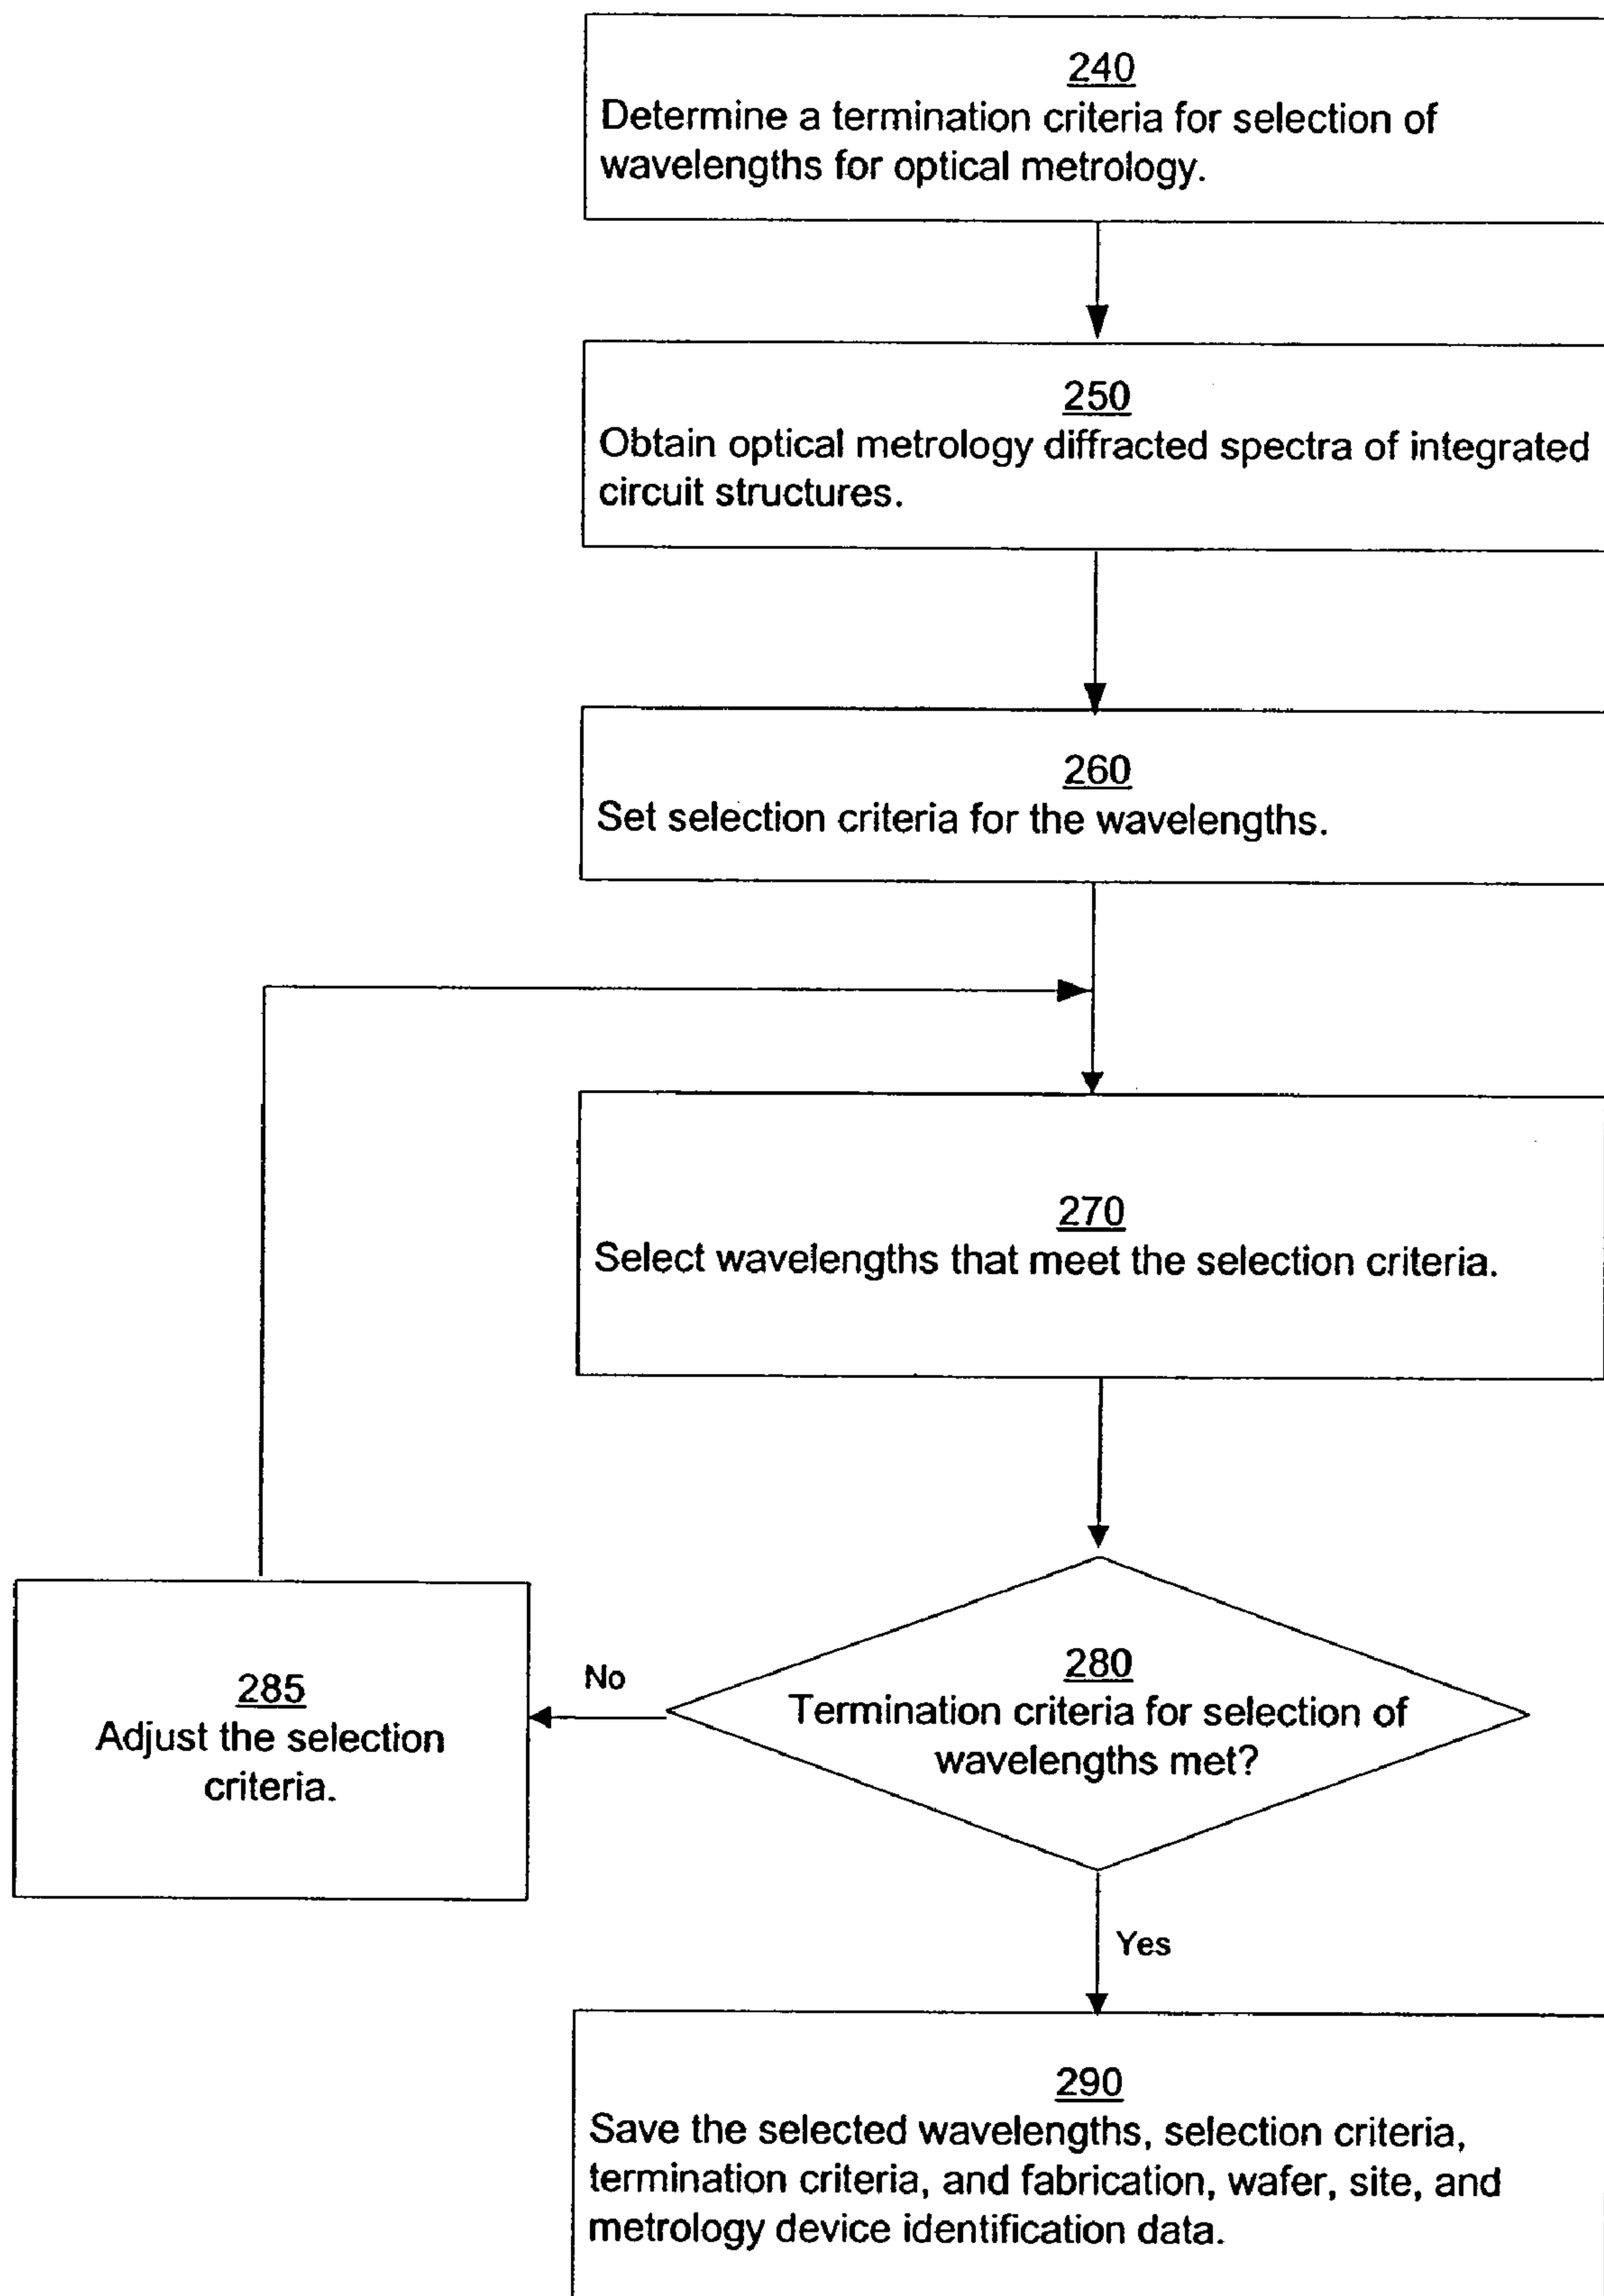 240
Determine a termination criteria for selection of
wavelengths for optical metrology.
250
Obtain optical metrology diffracted spectra of integrated
circuit structures.
260
Set selection criteria for the wavelengths.
270
Select wavelengths that meet the selection criteria.
280
Termination criteria for selection of
wavelengths met?
No
285
Adjust the selection
criteria.
Yes
290
Save the selected wavelengths, selection criteria,
termination criteria, and fabrication, wafer, site, and
metrology device identification data.